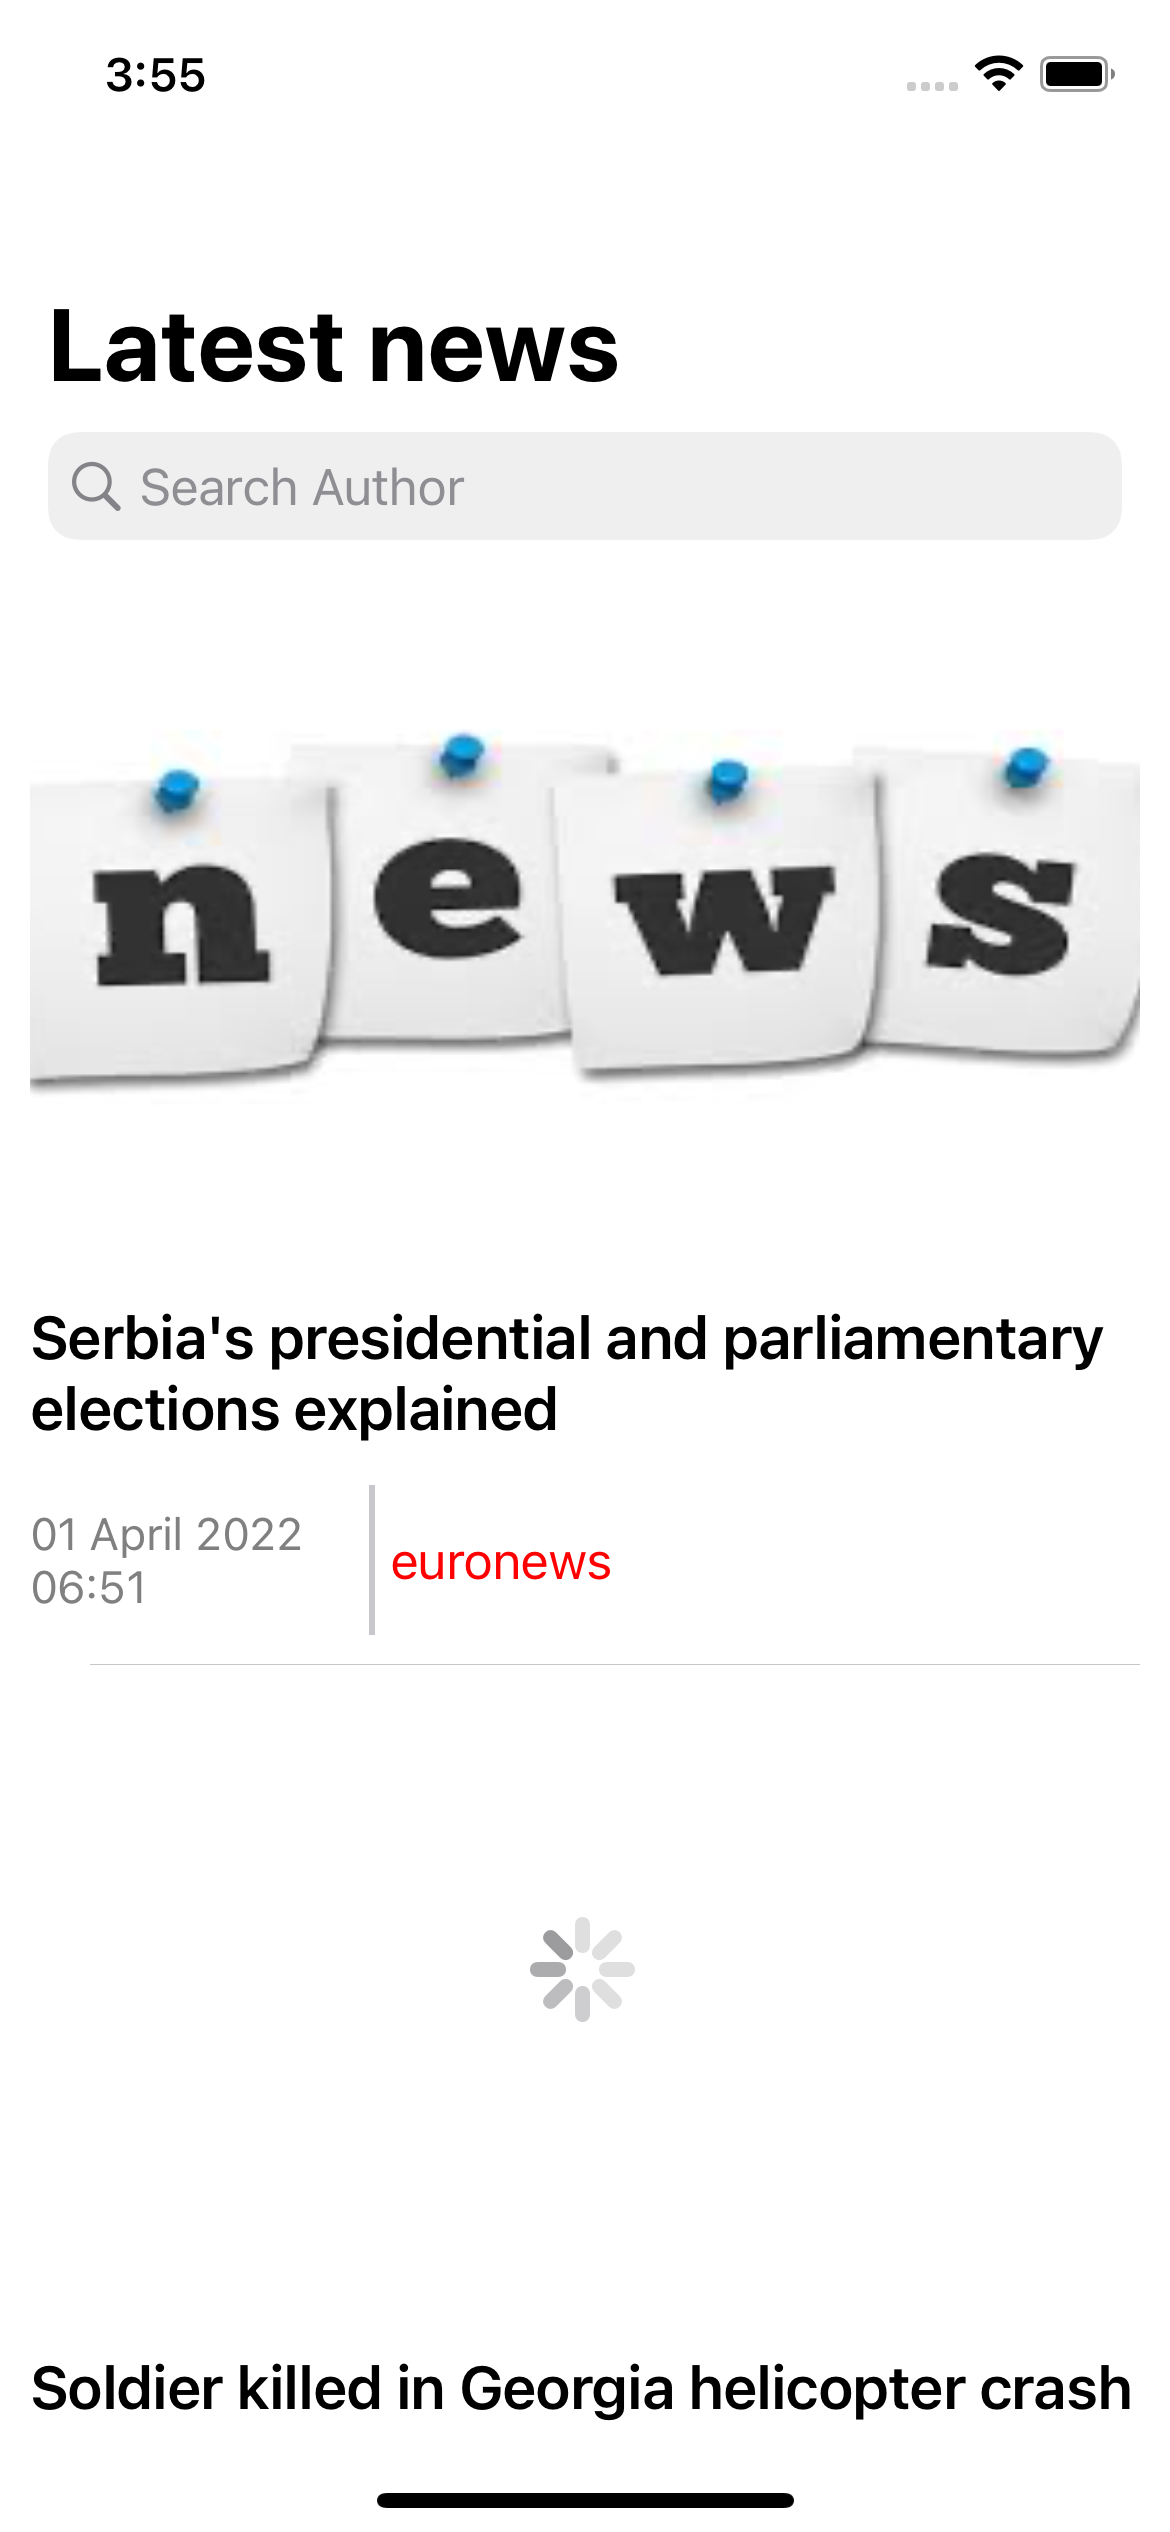 3:55
Latest news
Search Author
news
Serbia's presidential and parliamentary
elections explained
01 April 2022
06:51
euronews
Soldier killed in Georgia helicopter crash